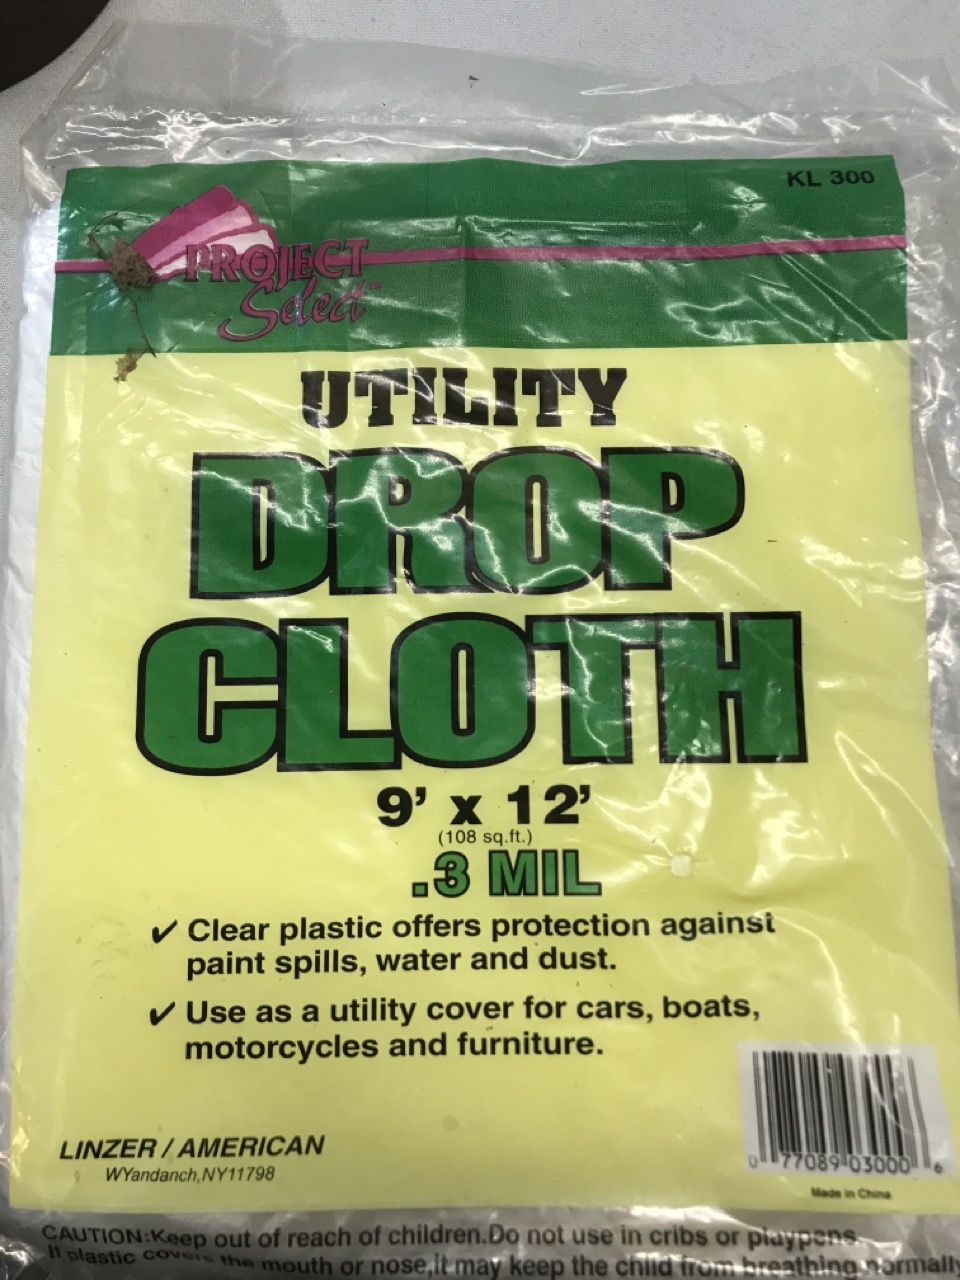 KL 300
PROJECT
Select™
UTILITY
DROP
CLOTH
9' x 12'
(108 sq.ft.)
.3 MIL
✓ Clear plastic offers protection against
paint spills, water and dust.
✓ Use as a utility cover for cars, boats,
motorcycles and furniture.
LINZER / AMERICAN
WYandanch,NY11798
0 77089 03000 6
Made in China
CAUTION:Keep out of reach of children.Do not use in cribs or playpens.
If plastic covers the mouth or nose,it may keep the child from breathing normally